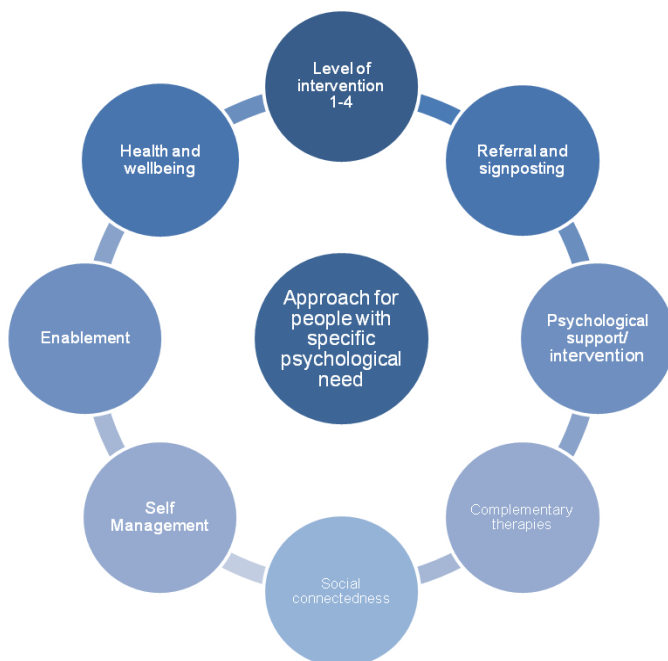 Level of
intervention
1-4
Referral and
signposting
Psychological
support/
intervention
Complementary
therapies
Social
connectedness
Self
Management
Enablement
Health and
wellbeing
Approach for
people with
specific
psychological
need